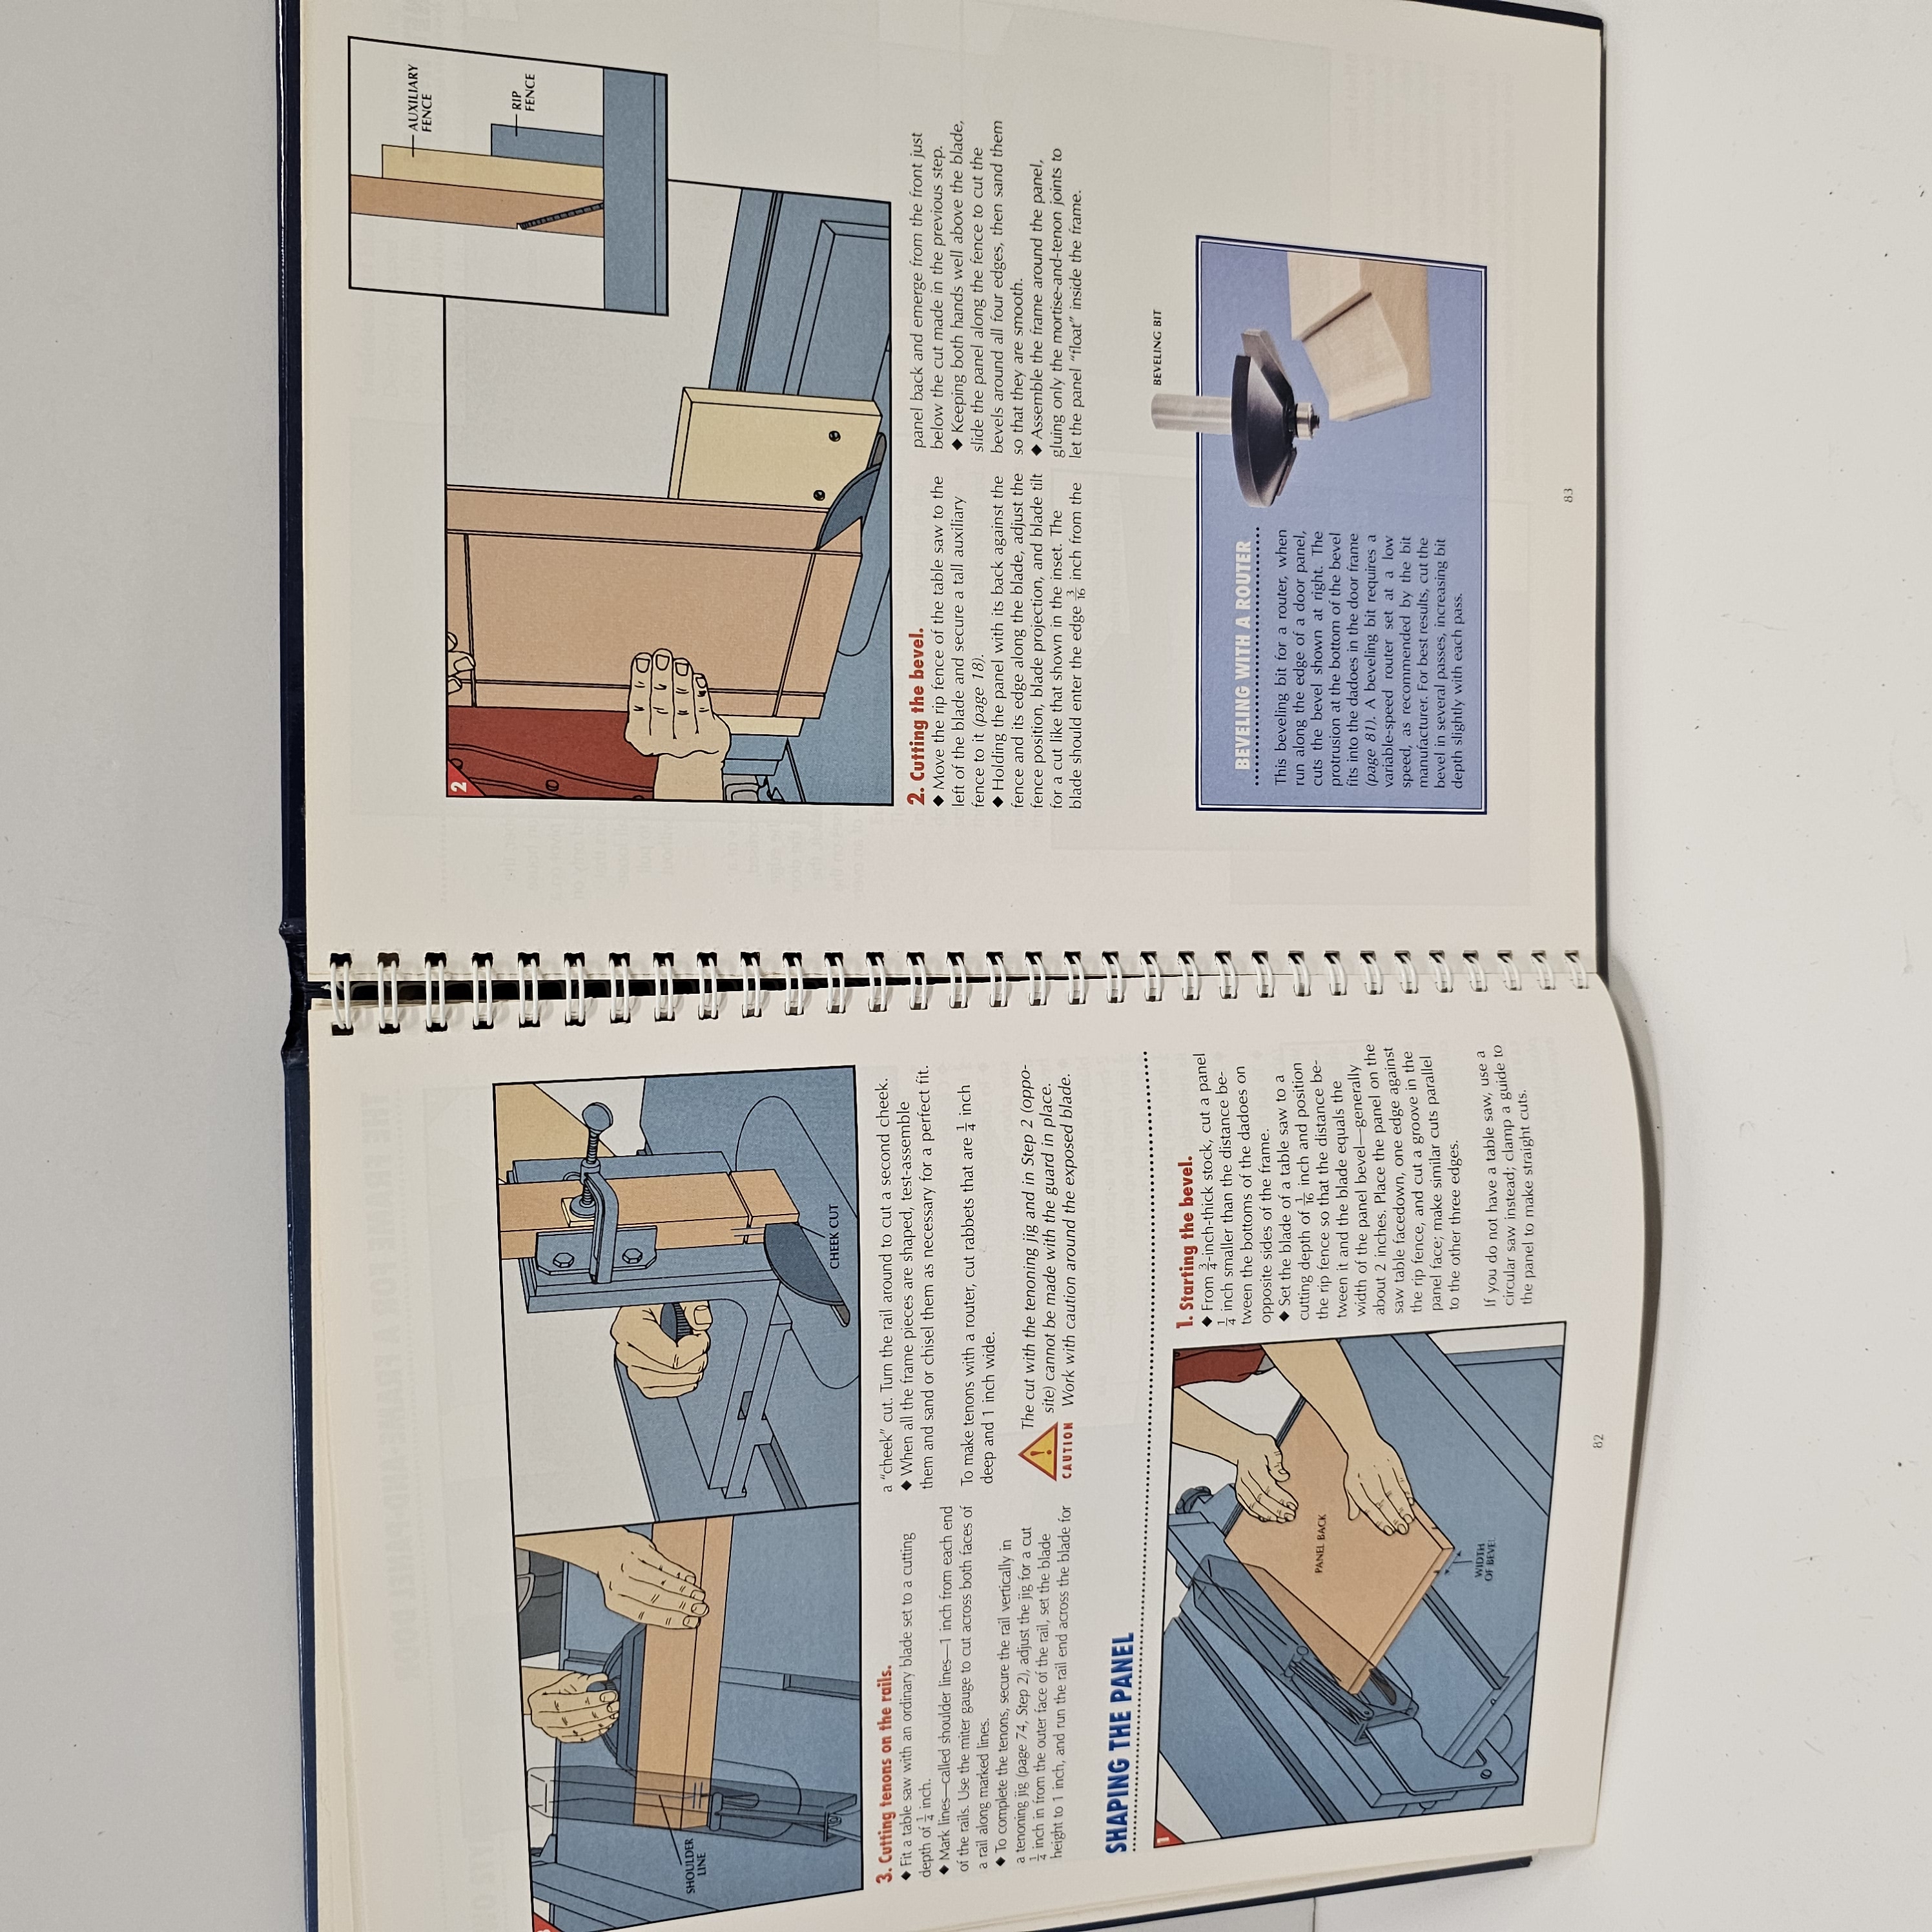 SHOULDER
LINE
CHEEK CUT
3. Cutting tenons on the rails.
◆ Fit a table saw with an ordinary blade set to a cutting
depth of 1/4 inch.
◆ Mark lines—called shoulder lines—1 inch from each end
of the rails. Use the miter gauge to cut across both faces of
a rail along marked lines.
◆ To complete the tenons, secure the rail vertically in
a tenoning jig (page 74, Step 2), adjust the jig for a cut
1/4 inch in from the outer face of the rail, set the blade
height to 1 inch, and run the rail end across the blade for
a “cheek” cut. Turn the rail around to cut a second cheek.
◆ When all the frame pieces are shaped, test-assemble
them and sand or chisel them as necessary for a perfect fit.
To make tenons with a router, cut rabbets that are 1/4 inch
deep and 1 inch wide.
CAUTION
The cut with the tenoning jig and in Step 2 (oppo-
site) cannot be made with the guard in place.
Work with caution around the exposed blade.
SHAPING THE PANEL
1
PANEL BACK
WIDTH
OF BEVEL
1. Starting the bevel.
◆ From 3/4-inch-thick stock, cut a panel
1/4 inch smaller than the distance be-
tween the bottoms of the dadoes on
opposite sides of the frame.
◆ Set the blade of a table saw to a
cutting depth of 1/16 inch and position
the rip fence so that the distance be-
tween it and the blade equals the
width of the panel bevel—generally
about 2 inches. Place the panel on the
saw table facedown, one edge against
the rip fence, and cut a groove in the
panel face; make similar cuts parallel
to the other three edges.
If you do not have a table saw, use a
circular saw instead; clamp a guide to
the panel to make straight cuts.
82
2
AUXILIARY
FENCE
RIP
FENCE
2. Cutting the bevel.
◆ Move the rip fence of the table saw to the
left of the blade and secure a tall auxiliary
fence to it (page 18).
◆ Holding the panel with its back against the
fence and its edge along the blade, adjust the
fence position, blade projection, and blade tilt
for a cut like that shown in the inset. The
blade should enter the edge 3/16 inch from the
panel back and emerge from the front just
below the cut made in the previous step.
◆ Keeping both hands well above the blade,
slide the panel along the fence to cut the
bevels around all four edges, then sand them
so that they are smooth.
◆ Assemble the frame around the panel,
gluing only the mortise-and-tenon joints to
let the panel “float” inside the frame.
BEVELING BIT
BEVELING WITH A ROUTER
This beveling bit for a router, when
run along the edge of a door panel,
cuts the bevel shown at right. The
protrusion at the bottom of the bevel
fits into the dadoes in the door frame
(page 81). A beveling bit requires a
variable-speed router set at a low
speed, as recommended by the bit
manufacturer. For best results, cut the
bevel in several passes, increasing bit
depth slightly with each pass.
83